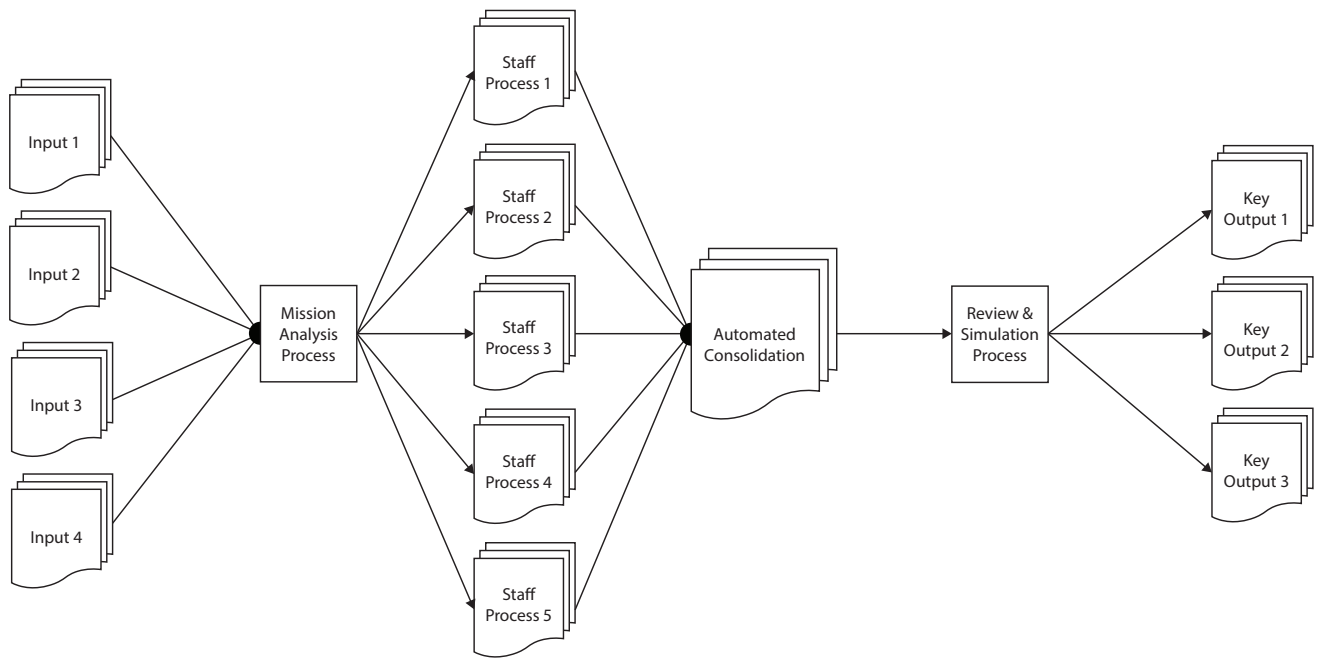 Input 1
Input 2
Input 3
Input 4
Mission
Analysis
Process
Staff
Process 1
Staff
Process 2
Staff
Process 3
Staff
Process 4
Staff
Process 5
Automated
Consolidation
Review &
Simulation
Process
Key
Output 1
Key
Output 2
Key
Output 3